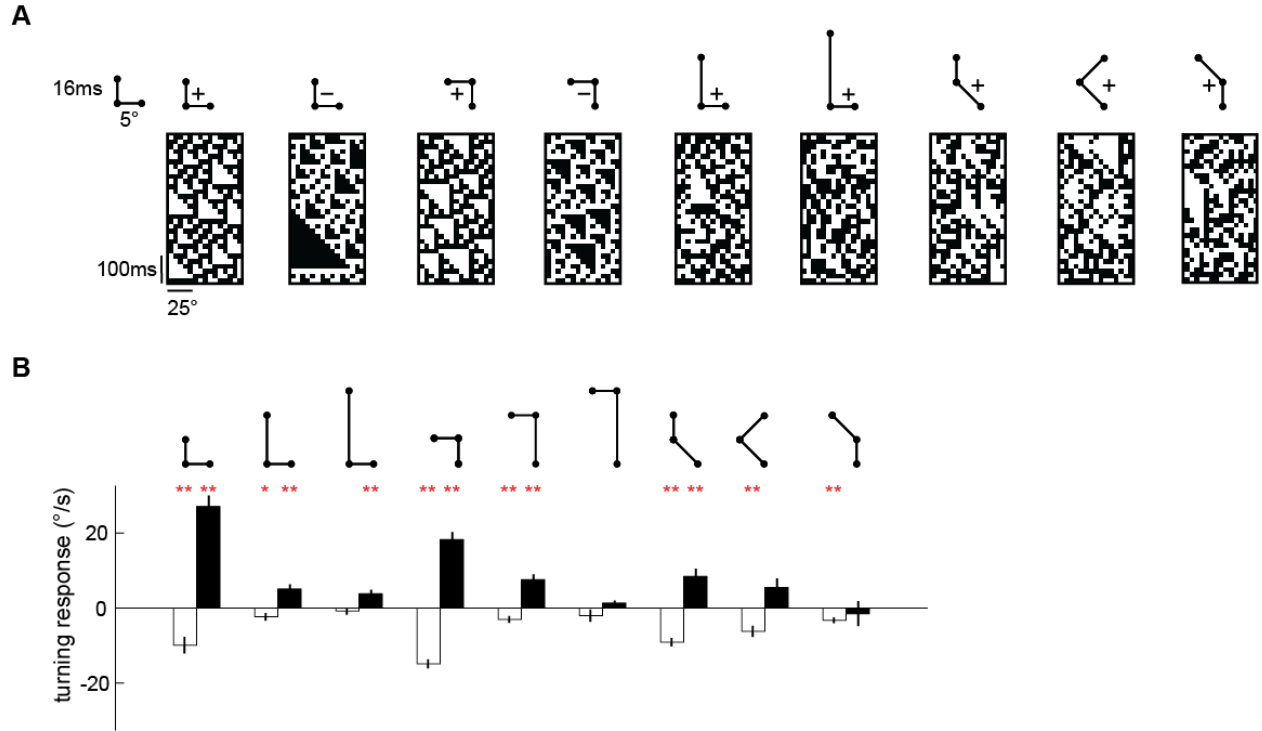 A
16ms
5°
+ − + − + + + + +
100ms
25°
B
** ** * ** ** ** ** ** ** ** ** ** **
turning response (°/s)
20
0
-20